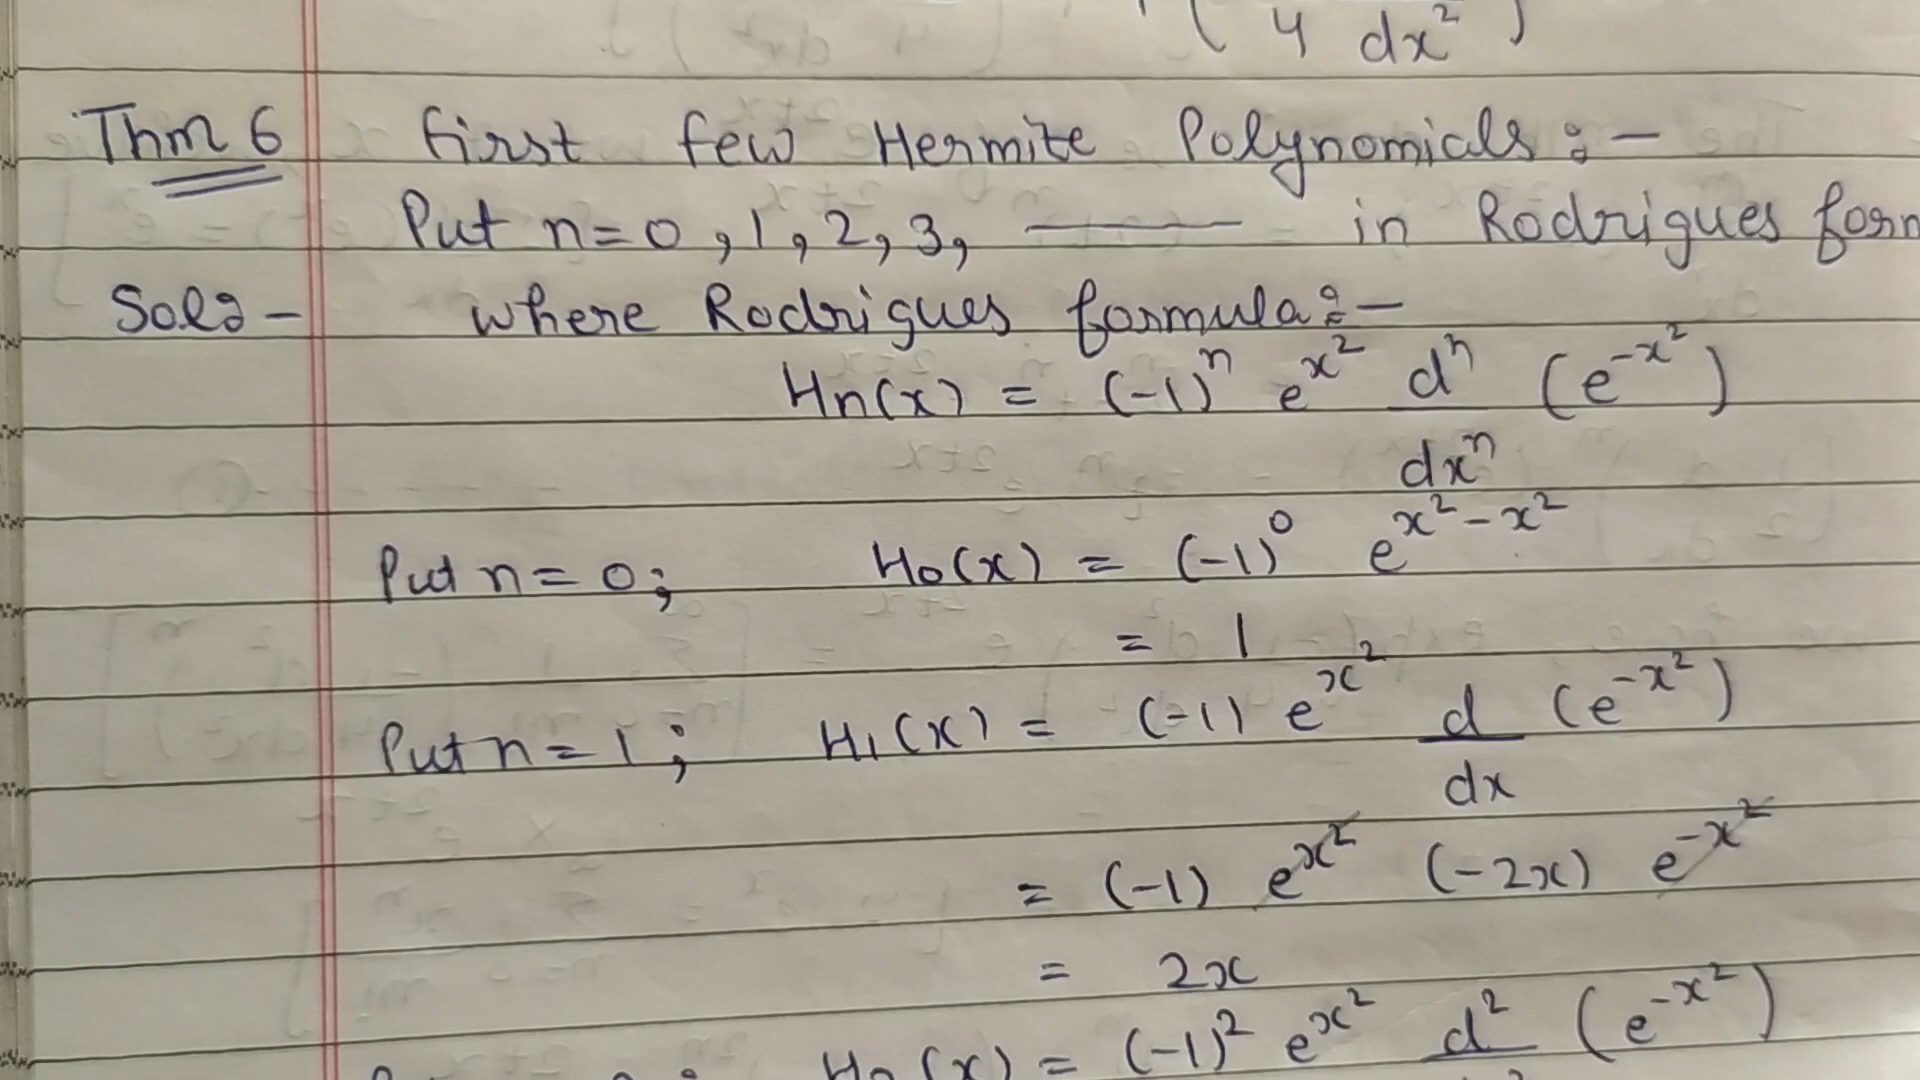 ( 4 dx² )
Thm 6 First few Hermite Polynomials :-
Put n=0, 1, 2, 3, —— in Rodrigues form
Sol:- where Rodrigues formula:-
Hn(x) = (-1)ⁿ e^x² dⁿ/dxⁿ (e^-x²)
Put n = 0; H₀(x) = (-1)⁰ e^x²-x²
= 1
Put n = 1; H₁(x) = (-1) e^x² d/dx (e^-x²)
= (-1) e^x² (-2x) e^-x²
= 2x
(x) = (-1)² e^x² d² (e^-x²)